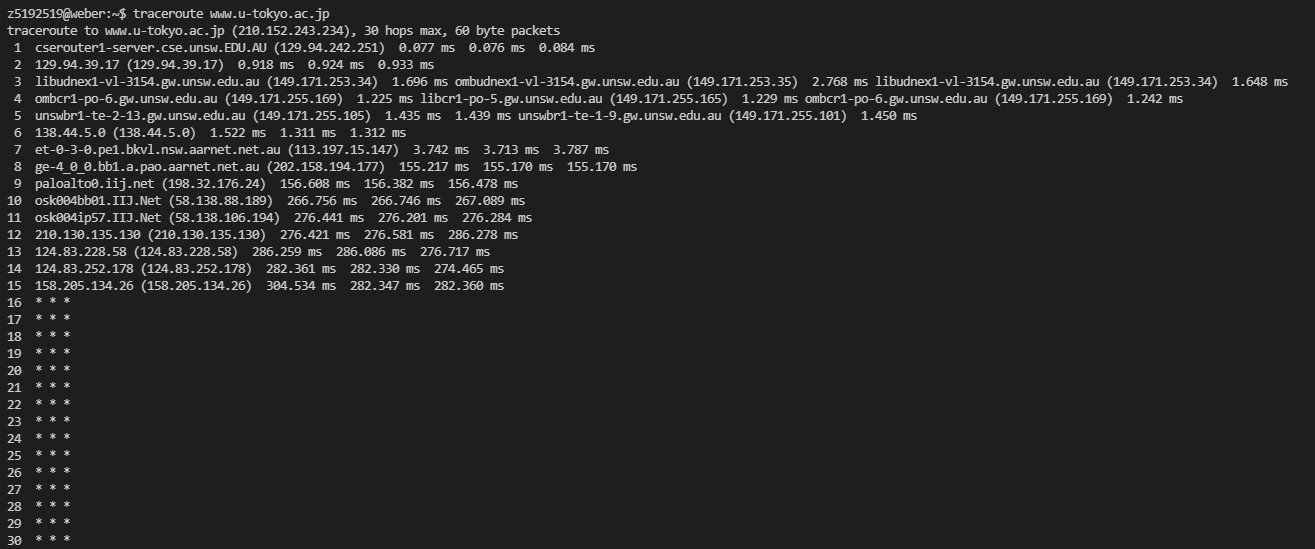 z5192519@weber:~$ traceroute www.u-tokyo.ac.jp
traceroute to www.u-tokyo.ac.jp (210.152.243.234), 30 hops max, 60 byte packets
 1  cserouter1-server.cse.unsw.EDU.AU (129.94.242.251)  0.077 ms  0.076 ms  0.084 ms
 2  129.94.39.17 (129.94.39.17)  0.918 ms  0.924 ms  0.933 ms
 3  libudnex1-vl-3154.gw.unsw.edu.au (149.171.253.34)  1.696 ms ombudnex1-vl-3154.gw.unsw.edu.au (149.171.253.35)  2.768 ms libudnex1-vl-3154.gw.unsw.edu.au (149.171.253.34)  1.648 ms
 4  ombcr1-po-6.gw.unsw.edu.au (149.171.255.169)  1.225 ms libcr1-po-5.gw.unsw.edu.au (149.171.255.165)  1.229 ms ombcr1-po-6.gw.unsw.edu.au (149.171.255.169)  1.242 ms
 5  unswbr1-te-2-13.gw.unsw.edu.au (149.171.255.105)  1.435 ms  1.439 ms unswbr1-te-1-9.gw.unsw.edu.au (149.171.255.101)  1.450 ms
 6  138.44.5.0 (138.44.5.0)  1.522 ms  1.311 ms  1.312 ms
 7  et-0-3-0.pe1.bkvl.nsw.aarnet.net.au (113.197.15.147)  3.742 ms  3.713 ms  3.787 ms
 8  ge-4_0_0.bb1.a.pao.aarnet.net.au (202.158.194.177)  155.217 ms  155.170 ms  155.170 ms
 9  paloalto0.iij.net (198.32.176.24)  156.608 ms  156.382 ms  156.478 ms
10  osk004bb01.IIJ.Net (58.138.88.189)  266.756 ms  266.746 ms  267.089 ms
11  osk004ip57.IIJ.Net (58.138.106.194)  276.441 ms  276.201 ms  276.284 ms
12  210.130.135.130 (210.130.135.130)  276.421 ms  276.581 ms  286.278 ms
13  124.83.228.58 (124.83.228.58)  286.259 ms  286.086 ms  276.717 ms
14  124.83.252.178 (124.83.252.178)  282.361 ms  282.330 ms  274.465 ms
15  158.205.134.26 (158.205.134.26)  304.534 ms  282.347 ms  282.360 ms
16  * * *
17  * * *
18  * * *
19  * * *
20  * * *
21  * * *
22  * * *
23  * * *
24  * * *
25  * * *
26  * * *
27  * * *
28  * * *
29  * * *
30  * * *